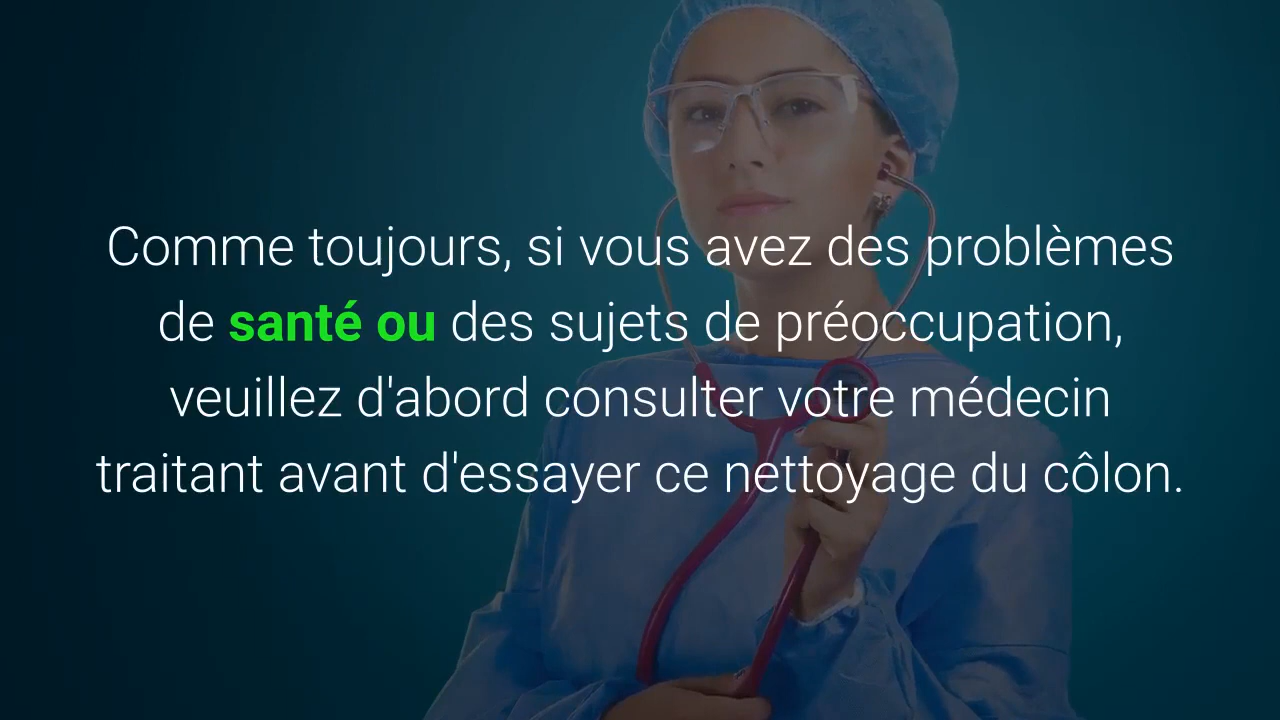 Comme toujours, si vous avez des problèmes
de santé ou des sujets de préoccupation,
veuillez d'abord consulter votre médecin
traitant avant d'essayer ce nettoyage du côlon.